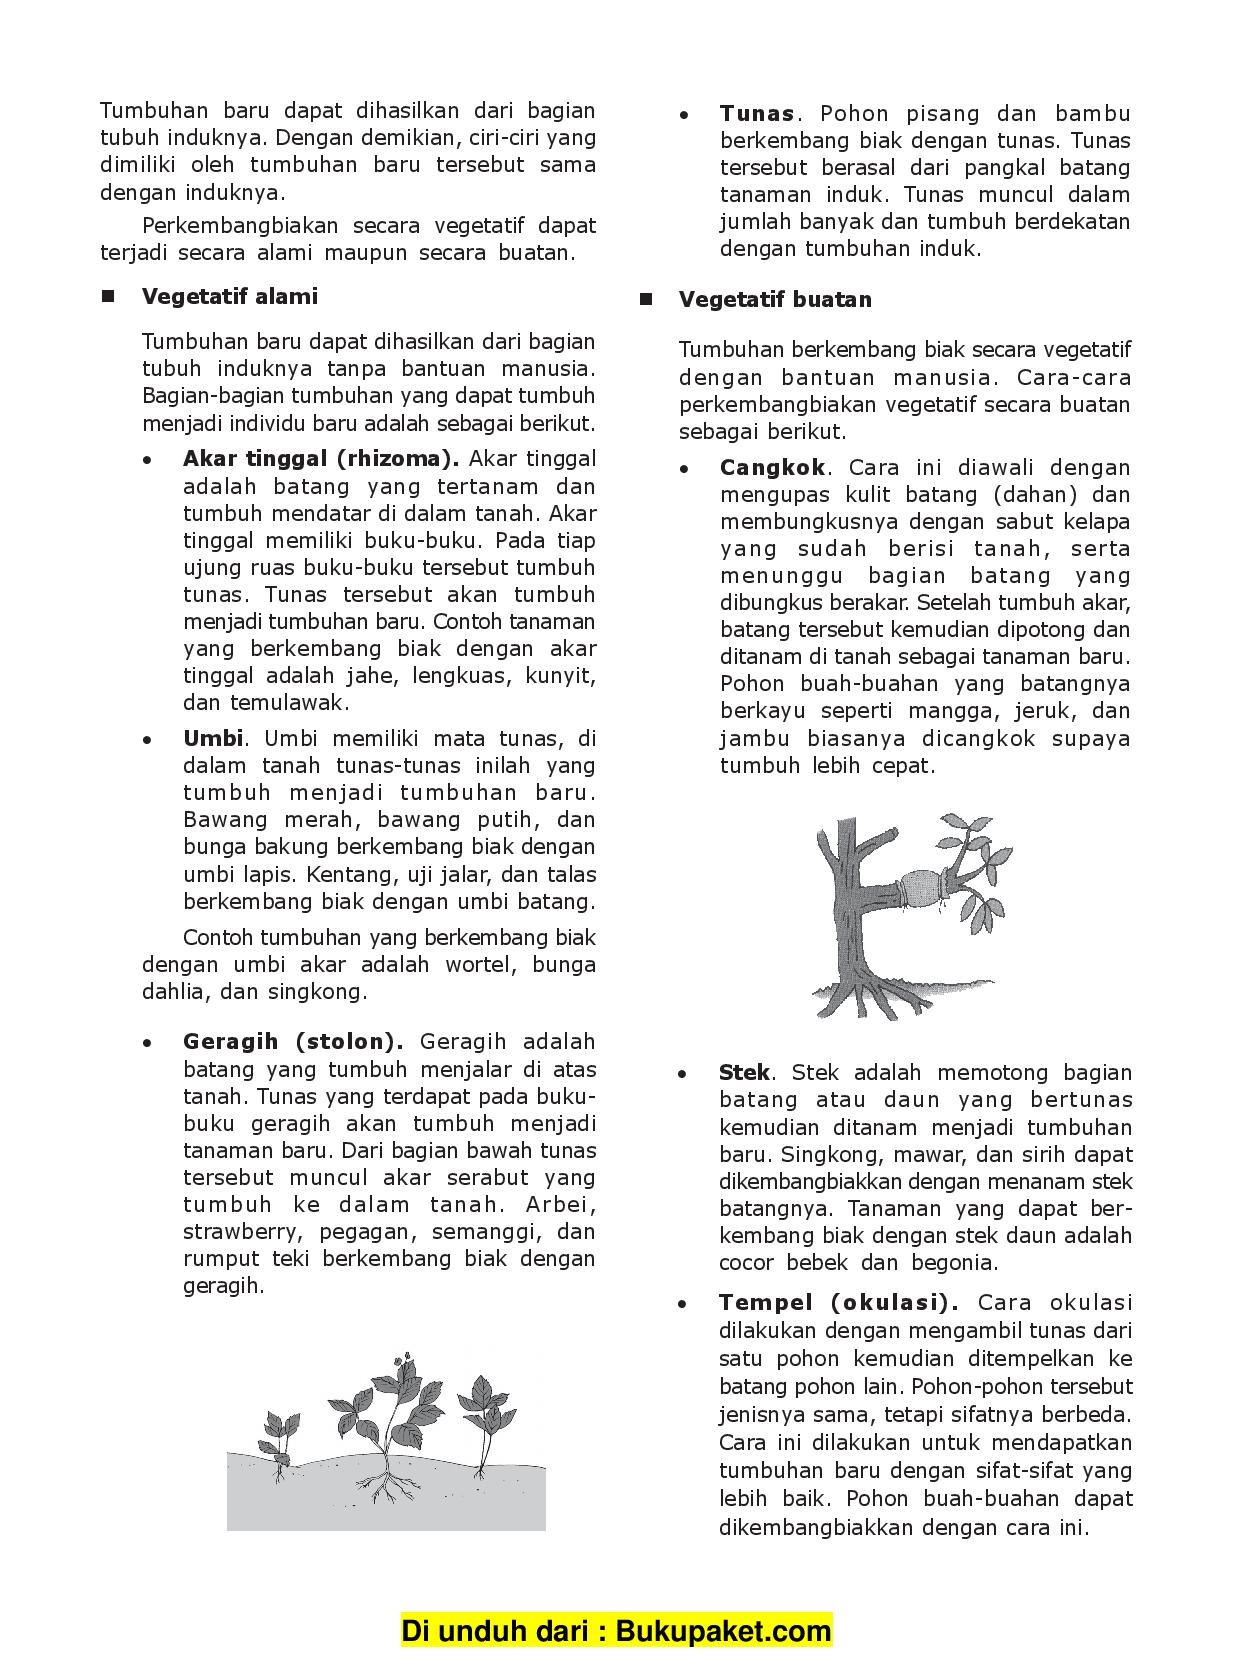 Tumbuhan baru dapat dihasilkan dari bagian
tubuh induknya. Dengan demikian, ciri-ciri yang
dimiliki oleh tumbuhan baru tersebut sama
dengan induknya.
Perkembangbiakan secara vegetatif dapat
terjadi secara alami maupun secara buatan.
■ Vegetatif alami
Tumbuhan baru dapat dihasilkan dari bagian
tubuh induknya tanpa bantuan manusia.
Bagian-bagian tumbuhan yang dapat tumbuh
menjadi individu baru adalah sebagai berikut.
• Akar tinggal (rhizoma). Akar tinggal
adalah batang yang tertanam dan
tumbuh mendatar di dalam tanah. Akar
tinggal memiliki buku-buku. Pada tiap
ujung ruas buku-buku tersebut tumbuh
tunas. Tunas tersebut akan tumbuh
menjadi tumbuhan baru. Contoh tanaman
yang berkembang biak dengan akar
tinggal adalah jahe, lengkuas, kunyit,
dan temulawak.
• Umbi. Umbi memiliki mata tunas, di
dalam tanah tunas-tunas inilah yang
tumbuh menjadi tumbuhan baru.
Bawang merah, bawang putih, dan
bunga bakung berkembang biak dengan
umbi lapis. Kentang, uji jalar, dan talas
berkembang biak dengan umbi batang.
Contoh tumbuhan yang berkembang biak
dengan umbi akar adalah wortel, bunga
dahlia, dan singkong.
• Geragih (stolon). Geragih adalah
batang yang tumbuh menjalar di atas
tanah. Tunas yang terdapat pada buku-
buku geragih akan tumbuh menjadi
tanaman baru. Dari bagian bawah tunas
tersebut muncul akar serabut yang
tumbuh ke dalam tanah. Arbei,
strawberry, pegagan, semanggi, dan
rumput teki berkembang biak dengan
geragih.
• Tunas. Pohon pisang dan bambu
berkembang biak dengan tunas. Tunas
tersebut berasal dari pangkal batang
tanaman induk. Tunas muncul dalam
jumlah banyak dan tumbuh berdekatan
dengan tumbuhan induk.
■ Vegetatif buatan
Tumbuhan berkembang biak secara vegetatif
dengan bantuan manusia. Cara-cara
perkembangbiakan vegetatif secara buatan
sebagai berikut.
• Cangkok. Cara ini diawali dengan
mengupas kulit batang (dahan) dan
membungkusnya dengan sabut kelapa
yang sudah berisi tanah, serta
menunggu bagian batang yang
dibungkus berakar. Setelah tumbuh akar,
batang tersebut kemudian dipotong dan
ditanam di tanah sebagai tanaman baru.
Pohon buah-buahan yang batangnya
berkayu seperti mangga, jeruk, dan
jambu biasanya dicangkok supaya
tumbuh lebih cepat.
• Stek. Stek adalah memotong bagian
batang atau daun yang bertunas
kemudian ditanam menjadi tumbuhan
baru. Singkong, mawar, dan sirih dapat
dikembangbiakkan dengan menanam stek
batangnya. Tanaman yang dapat ber-
kembang biak dengan stek daun adalah
cocor bebek dan begonia.
• Tempel (okulasi). Cara okulasi
dilakukan dengan mengambil tunas dari
satu pohon kemudian ditempelkan ke
batang pohon lain. Pohon-pohon tersebut
jenisnya sama, tetapi sifatnya berbeda.
Cara ini dilakukan untuk mendapatkan
tumbuhan baru dengan sifat-sifat yang
lebih baik. Pohon buah-buahan dapat
dikembangbiakkan dengan cara ini.
Di unduh dari : Bukupaket.com